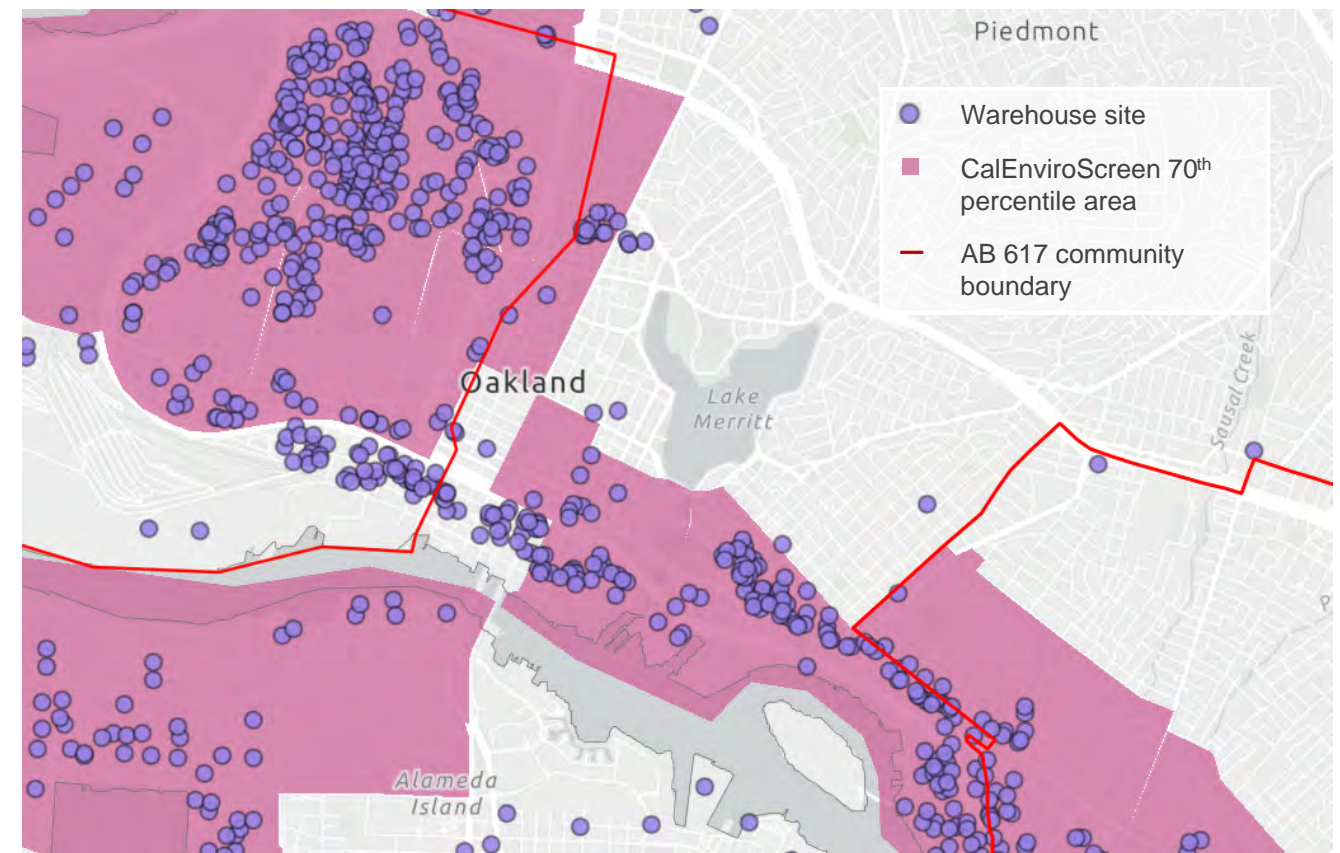 Piedmont
Warehouse site
CalEnviroScreen 70th
percentile area
AB 617 community
boundary
Sausal Creek
Oakland
Lake
Merritt
Alameda
Island